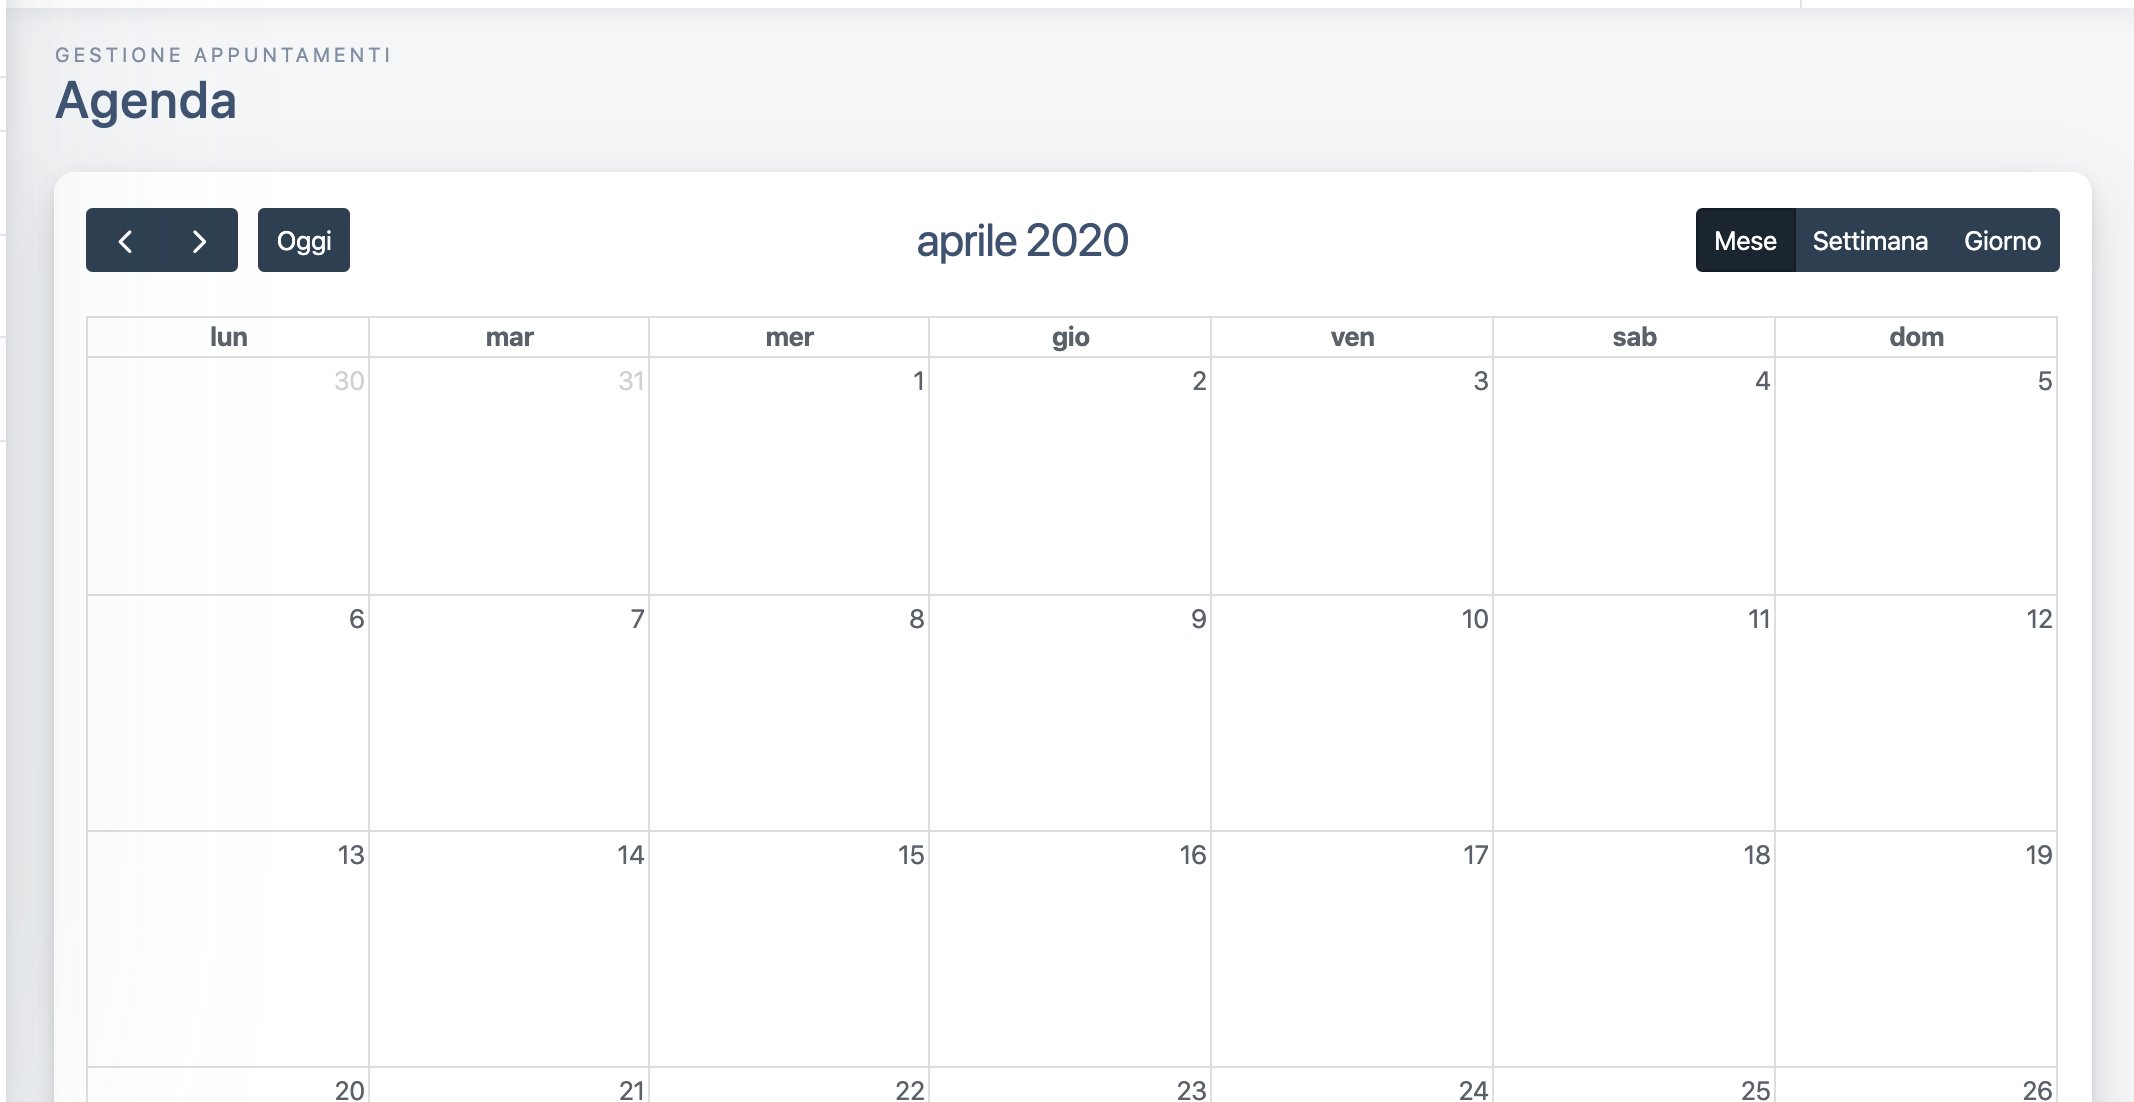 GESTIONE APPUNTAMENTI
Agenda
Oggi aprile 2020 Mese Settimana Giorno
lun mar mer gio ven sab dom
30 31 1 2 3 4 5
6 7 8 9 10 11 12
13 14 15 16 17 18 19
20 21 22 23 24 25 26